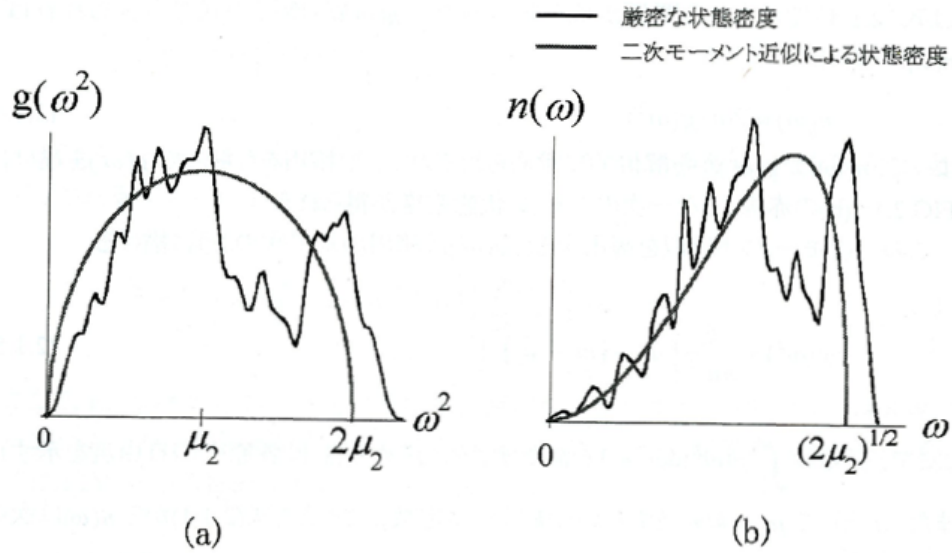 厳密な状態密度
二次モーメント近似による状態密度
g(ω²)
n(ω)
0
μ₂
2μ₂
ω²
0
(2μ₂)^{1/2}
ω
(a)
(b)